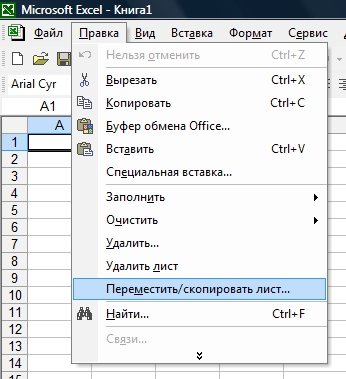 Microsoft Excel - Книга1
Файл Правка Вид Вставка Формат Сервис
Нельзя отменить Ctrl+Z
Arial Cyr
Вырезать Ctrl+X
A1
Копировать Ctrl+C
A
Буфер обмена Office...
1
Вставить Ctrl+V
2
Специальная вставка...
3
4
Заполнить
5
Очистить
6
7
Удалить...
8
Удалить лист
9
Переместить/скопировать лист...
10
11
Найти... Ctrl+F
12
Связи...
13
14
15